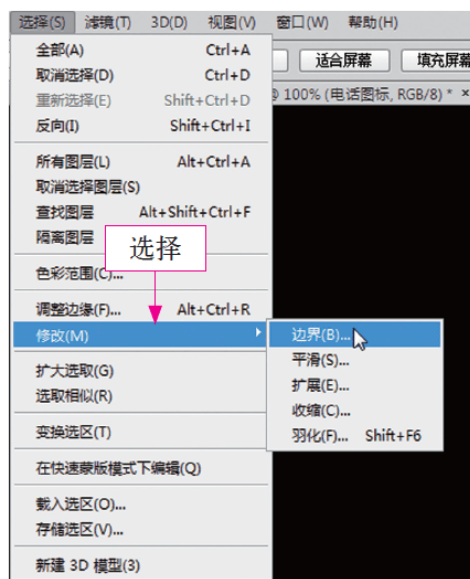 选择(S) 滤镜(T) 3D(D) 视图(V) 窗口(W) 帮助(H)
适合屏幕 填充屏幕
100% (电话图标, RGB/8) * ×
全部(A) Ctrl+A
取消选择(D) Ctrl+D
重新选择(E) Shift+Ctrl+D
反向(I) Shift+Ctrl+I
所有图层(L) Alt+Ctrl+A
取消选择图层(S)
查找图层 Alt+Shift+Ctrl+F
隔离图层
选择
色彩范围(C)...
调整边缘(F)... Alt+Ctrl+R
修改(M)
边界(B)...
平滑(S)...
扩展(E)...
收缩(C)...
羽化(F)... Shift+F6
扩大选取(G)
选取相似(R)
变换选区(T)
在快速蒙版模式下编辑(Q)
载入选区(O)...
存储选区(V)...
新建 3D 模型(3)